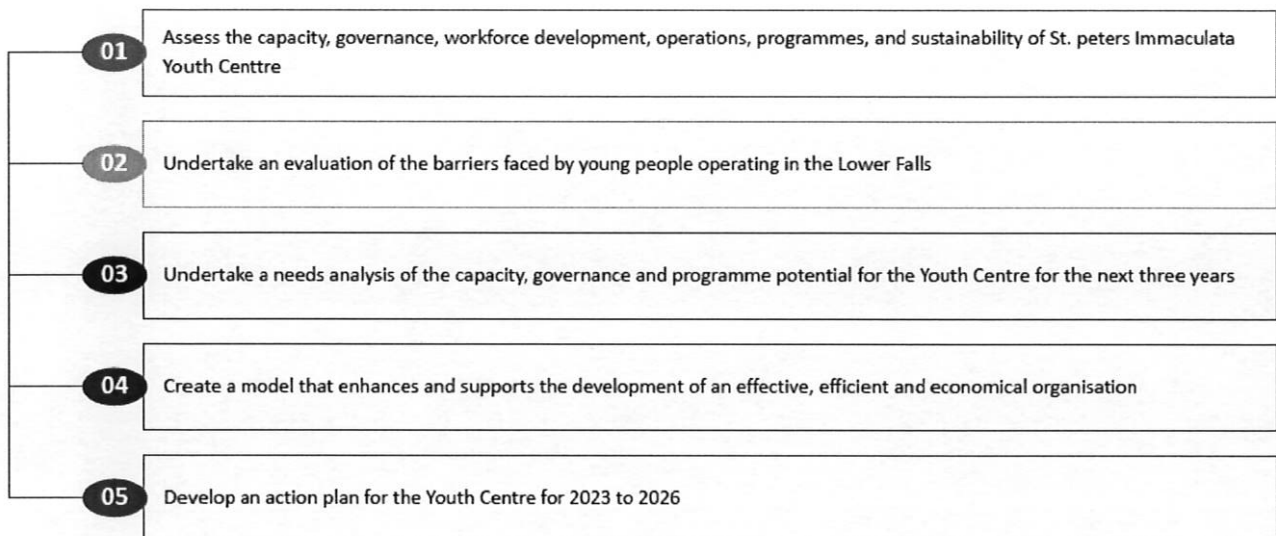 01
Assess the capacity, governance, workforce development, operations, programmes, and sustainability of St. peters Immaculata
Youth Centtre
02
Undertake an evaluation of the barriers faced by young people operating in the Lower Falls
03
Undertake a needs analysis of the capacity, governance and programme potential for the Youth Centre for the next three years
04
Create a model that enhances and supports the development of an effective, efficient and economical organisation
05
Develop an action plan for the Youth Centre for 2023 to 2026